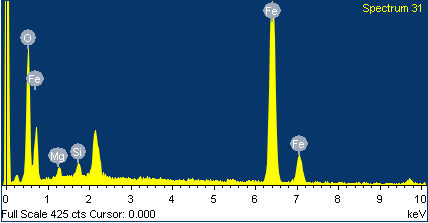 Spectrum 31
Fe
O
Fe
Mg
Si
Fe
0 1 2 3 4 5 6 7 8 9 10
Full Scale 425 cts Cursor: 0.000 keV